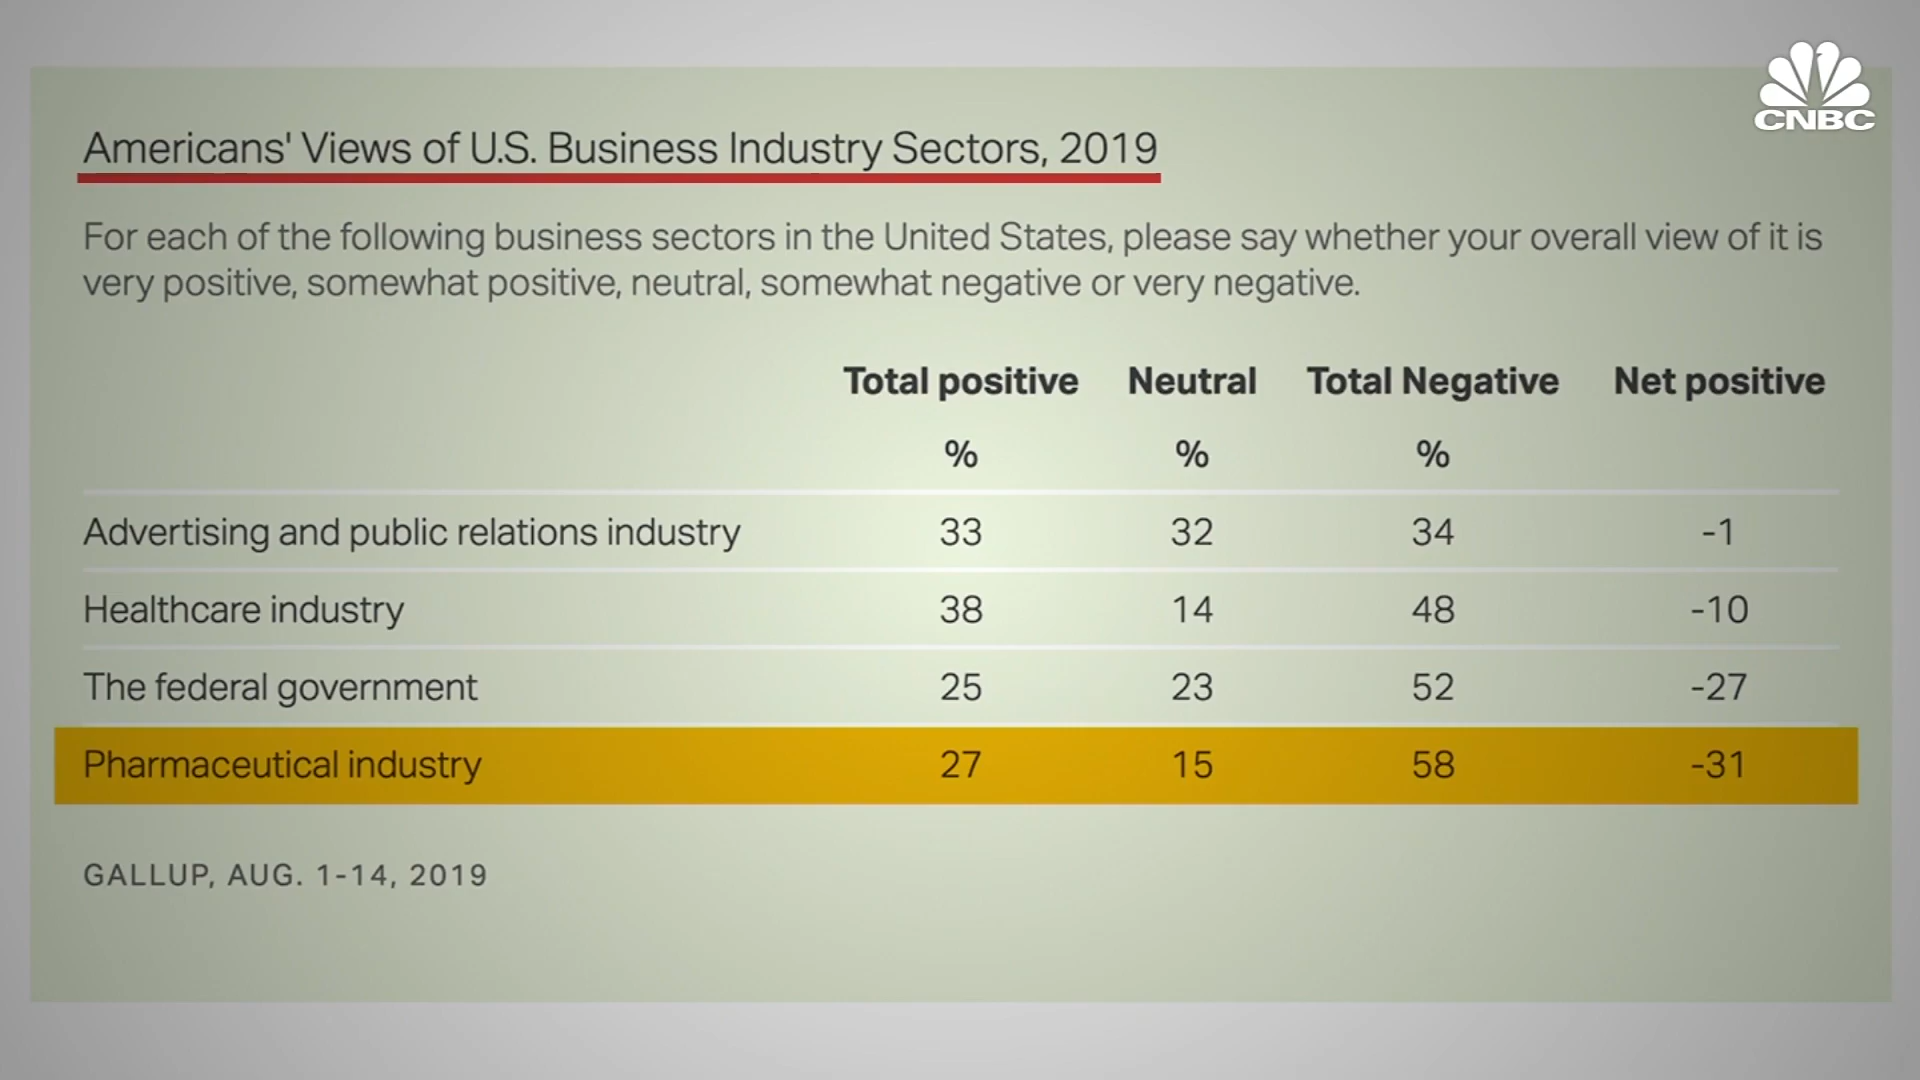 CNBC
Americans' Views of U.S. Business Industry Sectors, 2019
For each of the following business sectors in the United States, please say whether your overall view of it is
very positive, somewhat positive, neutral, somewhat negative or very negative.
Total positive Neutral Total Negative Net positive
% % %
Advertising and public relations industry 33 32 34 -1
Healthcare industry 38 14 48 -10
The federal government 25 23 52 -27
Pharmaceutical industry 27 15 58 -31
GALLUP, AUG. 1-14, 2019